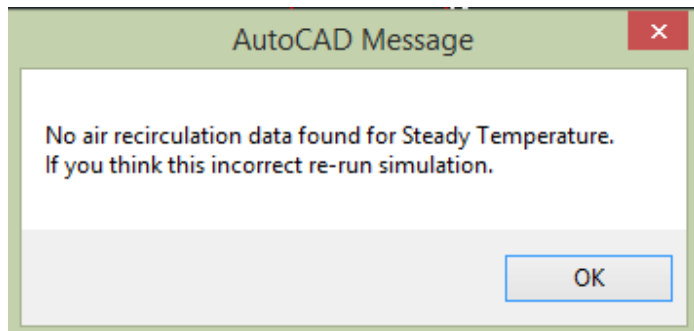 AutoCAD Message
No air recirculation data found for Steady Temperature.
If you think this incorrect re-run simulation.
OK